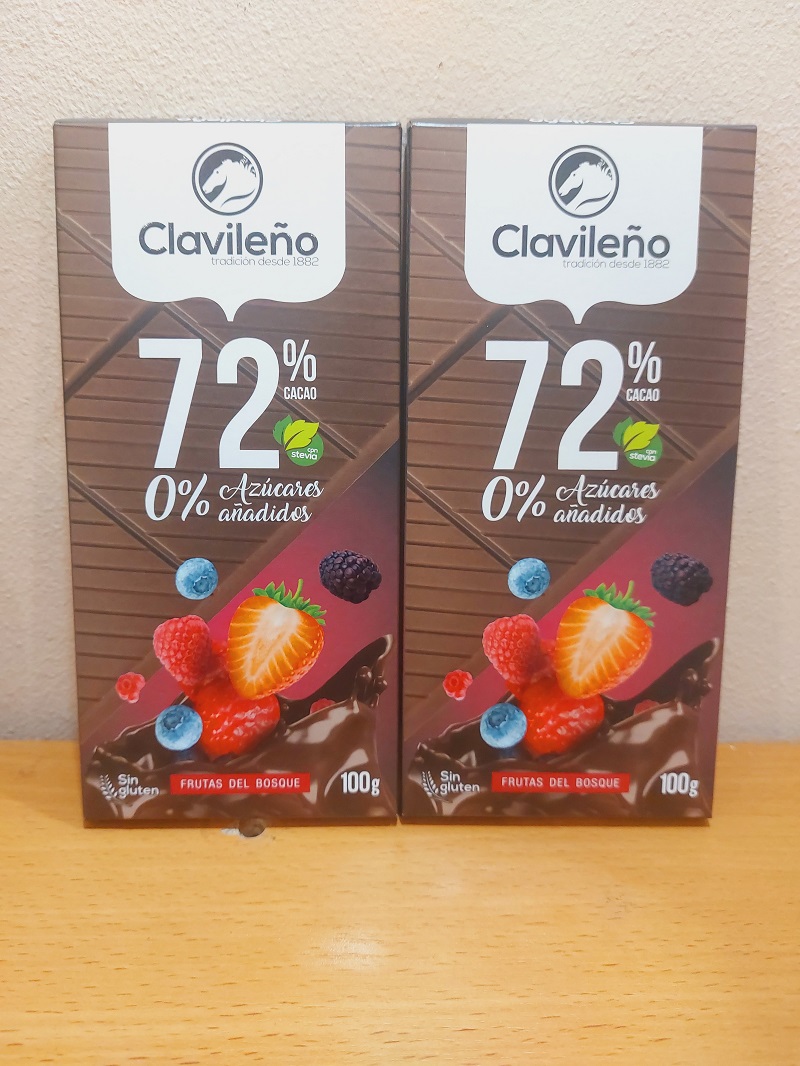 Clavileño
tradición desde 1882
72%
CACAO
con
stevia
0% Azúcares
añadidos
Sin
gluten
FRUTAS DEL BOSQUE
100g
Clavileño
tradición desde 1882
72%
CACAO
con
stevia
0% Azúcares
añadidos
Sin
gluten
FRUTAS DEL BOSQUE
100g